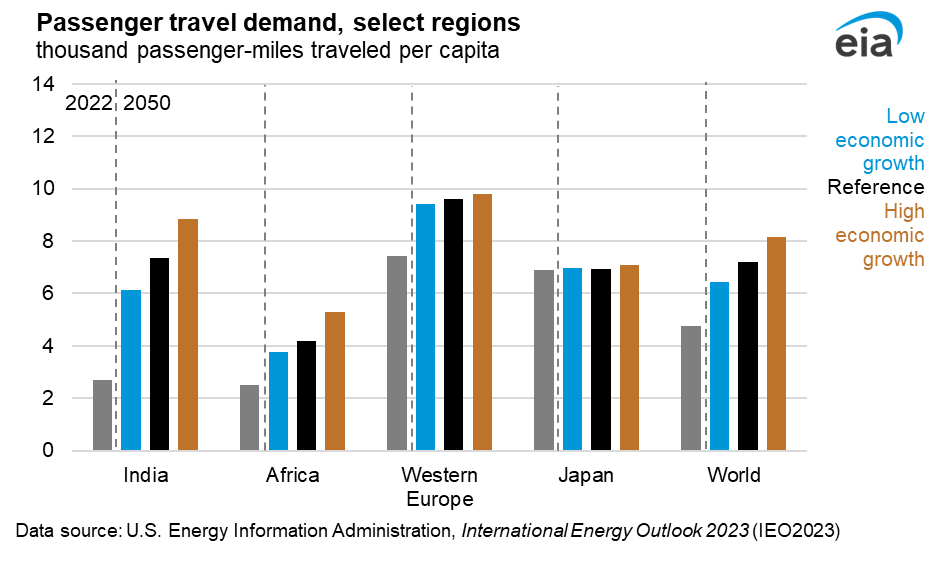 Passenger travel demand, select regions
thousand passenger-miles traveled per capita
eia
14
2022 2050
12
10
8
6
4
2
0
Low
economic
growth
Reference
High
economic
growth
India
Africa
Western
Europe
Japan
World
Data source: U.S. Energy Information Administration, International Energy Outlook 2023 (IEO2023)